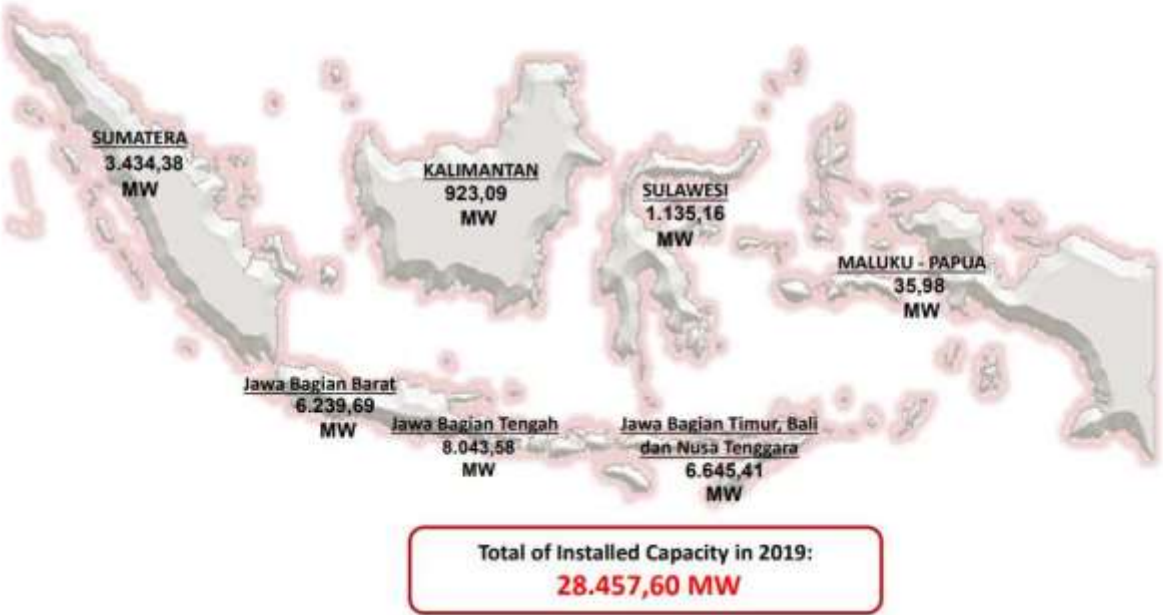 SUMATERA
3.434,38
MW
KALIMANTAN
923,09
MW
SULAWESI
1.135,16
MW
MALUKU - PAPUA
35,98
MW
Jawa Bagian Barat
6.239,69
MW
Jawa Bagian Tengah
8.043,58
MW
Jawa Bagian Timur, Bali
dan Nusa Tenggara
6.645,41
MW
Total of Installed Capacity in 2019:
28.457,60 MW